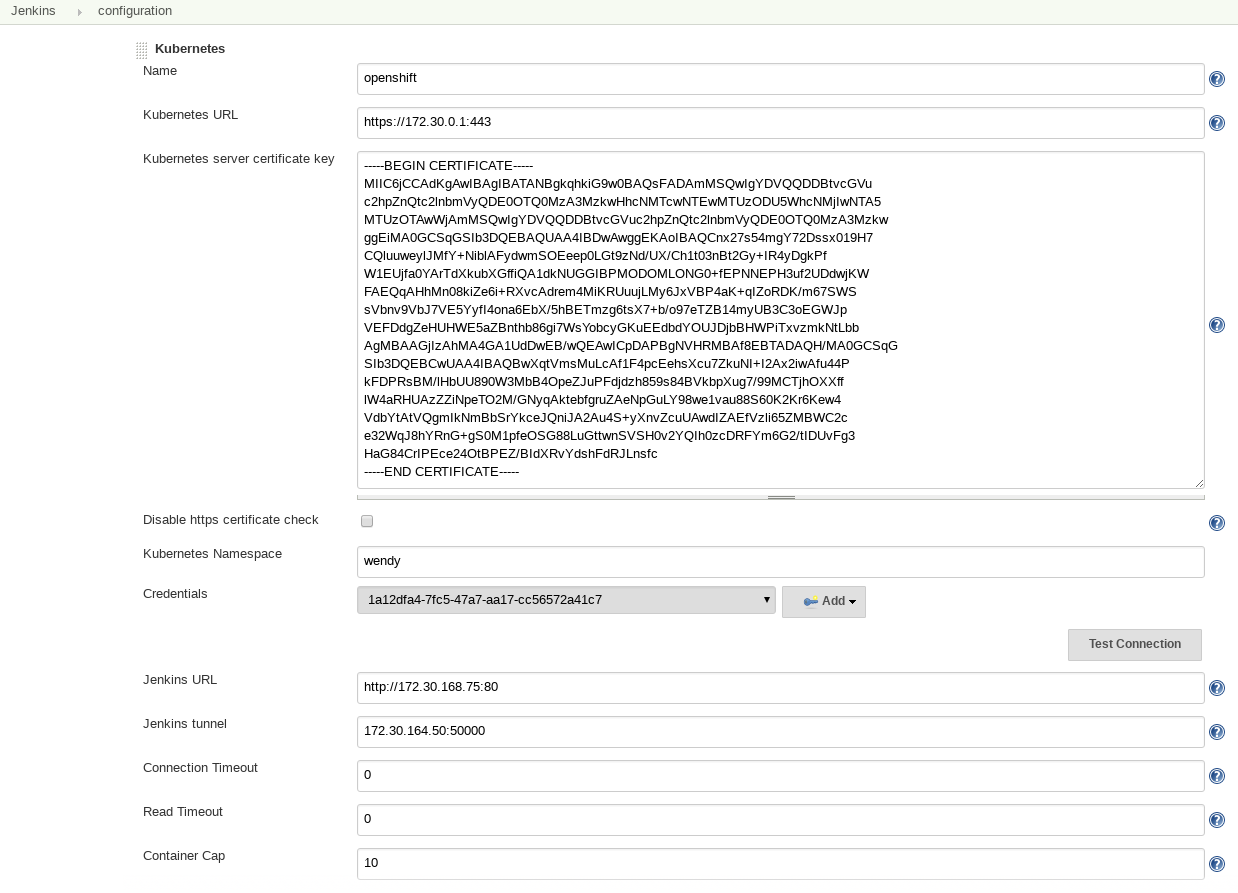 Jenkins configuration
Kubernetes
Name
openshift
Kubernetes URL
https://172.30.0.1:443
Kubernetes server certificate key
-----BEGIN CERTIFICATE-----
MIIC6jCCAdKgAwIBAgIBATANBgkqhkiG9w0BAQsFADAmMSQwIgYDVQQDDBtvcGVu
c2hpZnQtc2lnbmVyQDE0OTQ0MzA3MzkwHhcNMTcwNTEwMTUzODU5WhcNMjIwNTA5
MTUzOTAwWjAmMSQwIgYDVQQDDBtvcGVuc2hpZnQtc2lnbmVyQDE0OTQ0MzA3Mzkw
ggEiMA0GCSqGSIb3DQEBAQUAA4IBDwAwggEKAoIBAQCnx27s54mgY72Dssx019H7
CQluuweylJMfY+NiblAFydwmSOEeep0LGt9zNd/UX/Ch1t03nBt2Gy+IR4yDgkPf
W1EUjfa0YArTdXkubXGffiQA1dkNUGGIBPMODOMLONG0+fEPNNEPH3uf2UDdwjKW
FAEQqAHhMn08kiZe6i+RXvcAdrem4MiKRUuujLMy6JxVBP4aK+qIZoRDK/m67SWS
sVbnv9VbJ7VE5YyfI4ona6EbX/5hBETmzg6tsX7+b/o97eTZB14myUB3C3oEGWJp
VEFDdgZeHUHWE5aZBnthb86gi7WsYobcyGKuEEdbdYOUJDjbBHWPiTxvzmkNtLbb
AgMBAAGjIzAhMA4GA1UdDwEB/wQEAwICpDAPBgNVHRMBAf8EBTADAQH/MA0GCSqG
SIb3DQEBCwUAA4IBAQBwXqtVmsMuLcAf1F4pcEehsXcu7ZkuNI+I2Ax2iwAfu44P
kFDPRsBM/lHbUU890W3MbB4OpeZJuPFdjdzh859s84BVkbpXug7/99MCTjhOXXff
lW4aRHUAzZZiNpeTO2M/GNyqAktebfgruZAeNpGuLY98we1vau88S60K2Kr6Kew4
VdbYtAtVQgmIkNmBbSrYkceJQniJA2Au4S+yXnvZcuUAwdIZAEfVzli65ZMBWC2c
e32WqJ8hYRnG+gS0M1pfeOSG88LuGttwnSVSH0v2YQIh0zcDRFYm6G2/tIDUvFg3
HaG84CrIPEce24OtBPEZ/BIdXRvYdshFdRJLnsfc
-----END CERTIFICATE-----
Disable https certificate check
Kubernetes Namespace
wendy
Credentials
1a12dfa4-7fc5-47a7-aa17-cc56572a41c7 Add
Test Connection
Jenkins URL
http://172.30.168.75:80
Jenkins tunnel
172.30.164.50:50000
Connection Timeout
0
Read Timeout
0
Container Cap
10